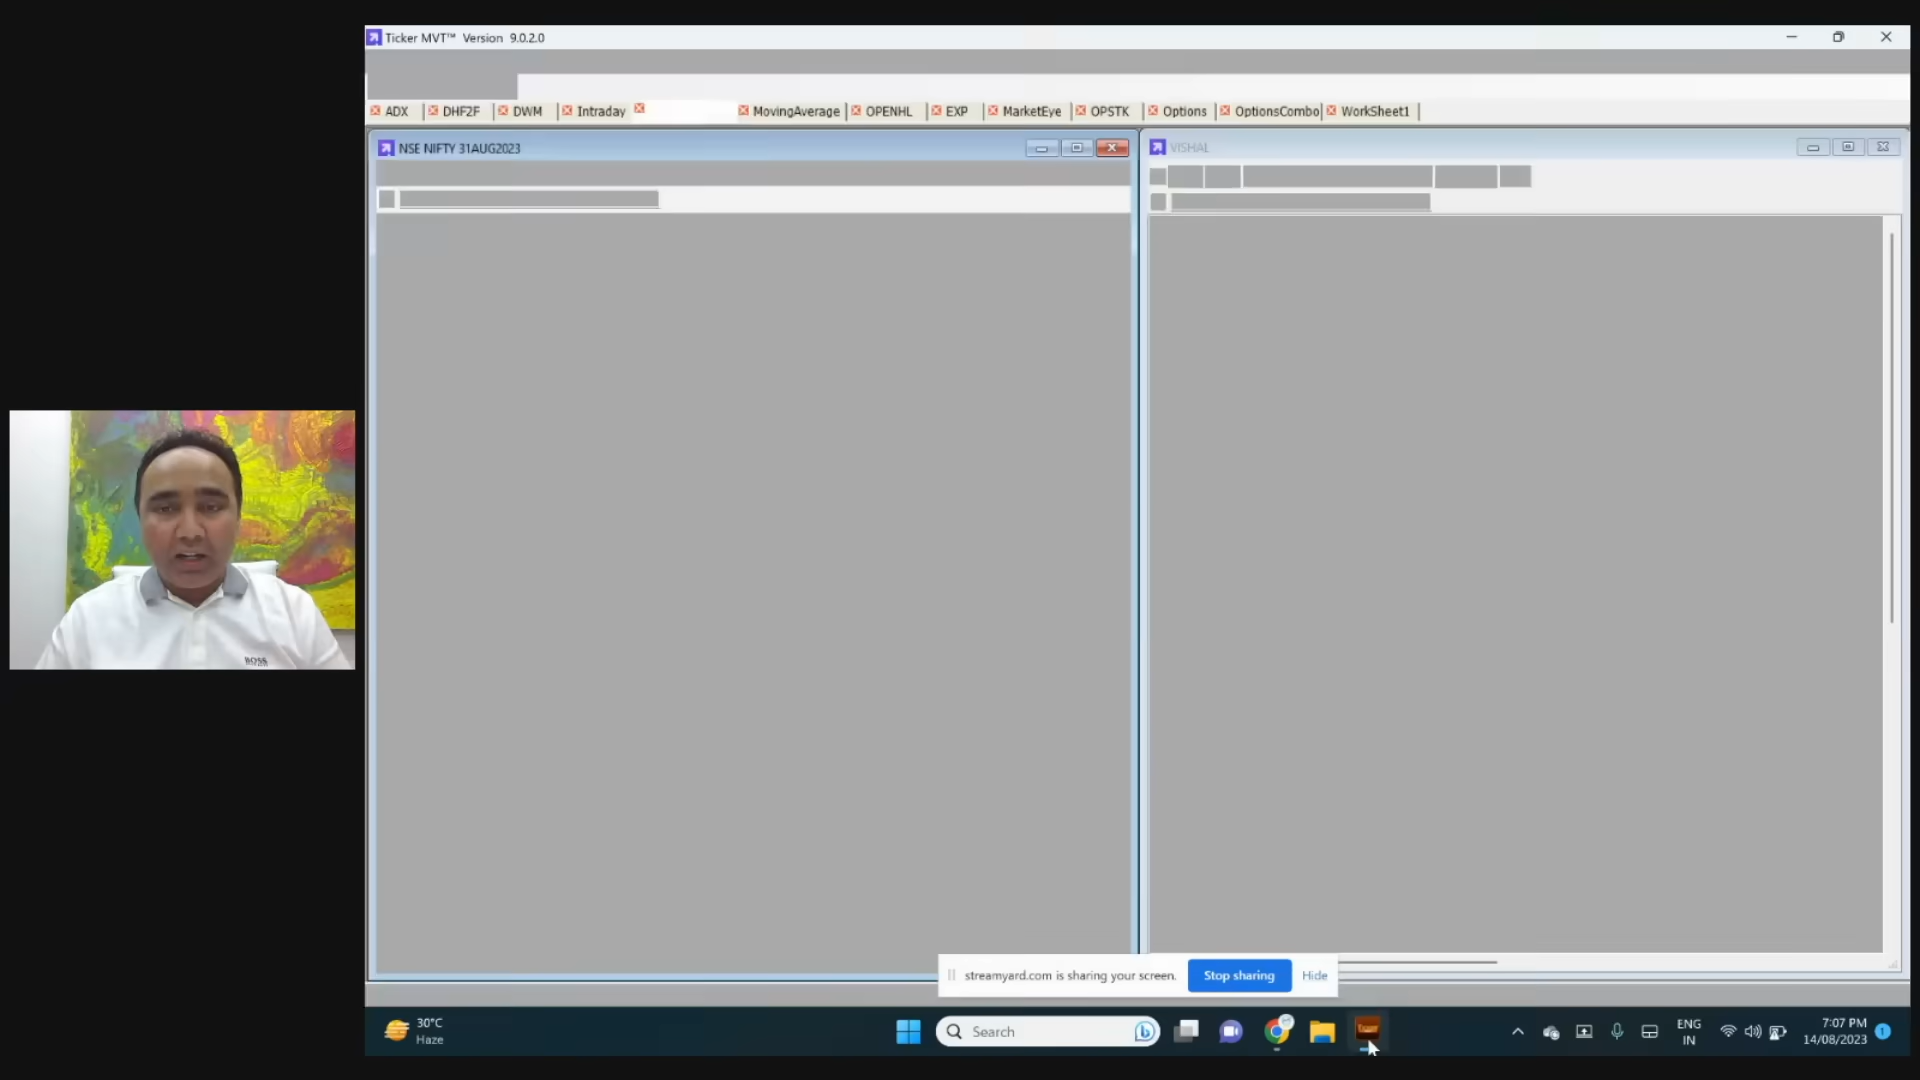 Ticker MVT™ Version 9.0.2.0
ADX DHF2F DWM Intraday MovingAverage OPENHL EXP MarketEye OPSTK Options OptionsCombo WorkSheet1
NSE NIFTY 31AUG2023
VISHAL
BOSS
streamyard.com is sharing your screen. Stop sharing Hide
30°C
Haze
Search
ENG
IN
7:07 PM
14/08/2023
1